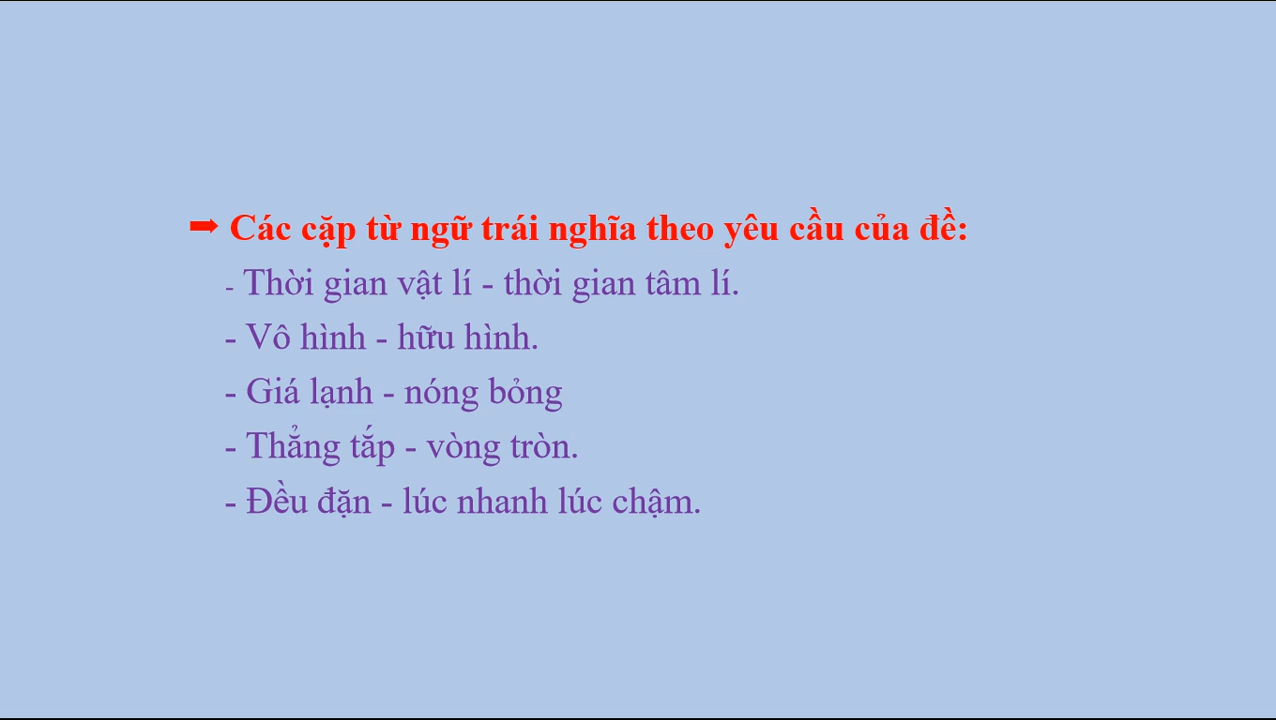 ➡ Các cặp từ ngữ trái nghĩa theo yêu cầu của đề:
- Thời gian vật lí - thời gian tâm lí.
- Vô hình - hữu hình.
- Giá lạnh - nóng bỏng
- Thẳng tắp - vòng tròn.
- Đều đặn - lúc nhanh lúc chậm.